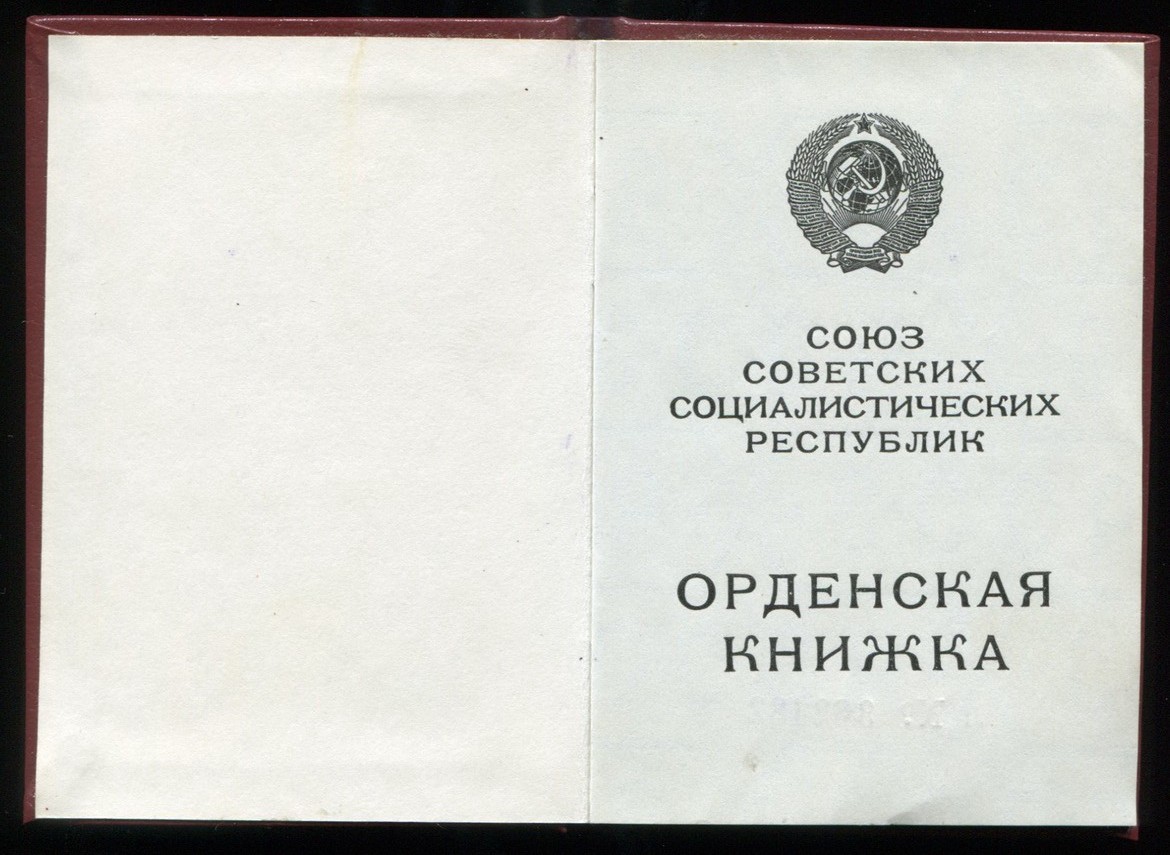 СОЮЗ
СОВЕТСКИХ
СОЦИАЛИСТИЧЕСКИХ
РЕСПУБЛИК
ОРДЕНСКАЯ
КНИЖКА